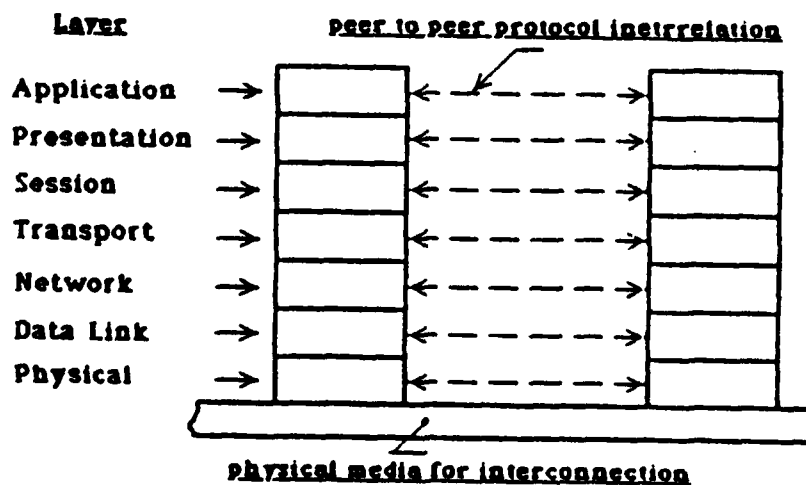 Layer
peer to peer protocol inetrrelation
Application
Presentation
Session
Transport
Network
Data Link
Physical
physical media for interconnection